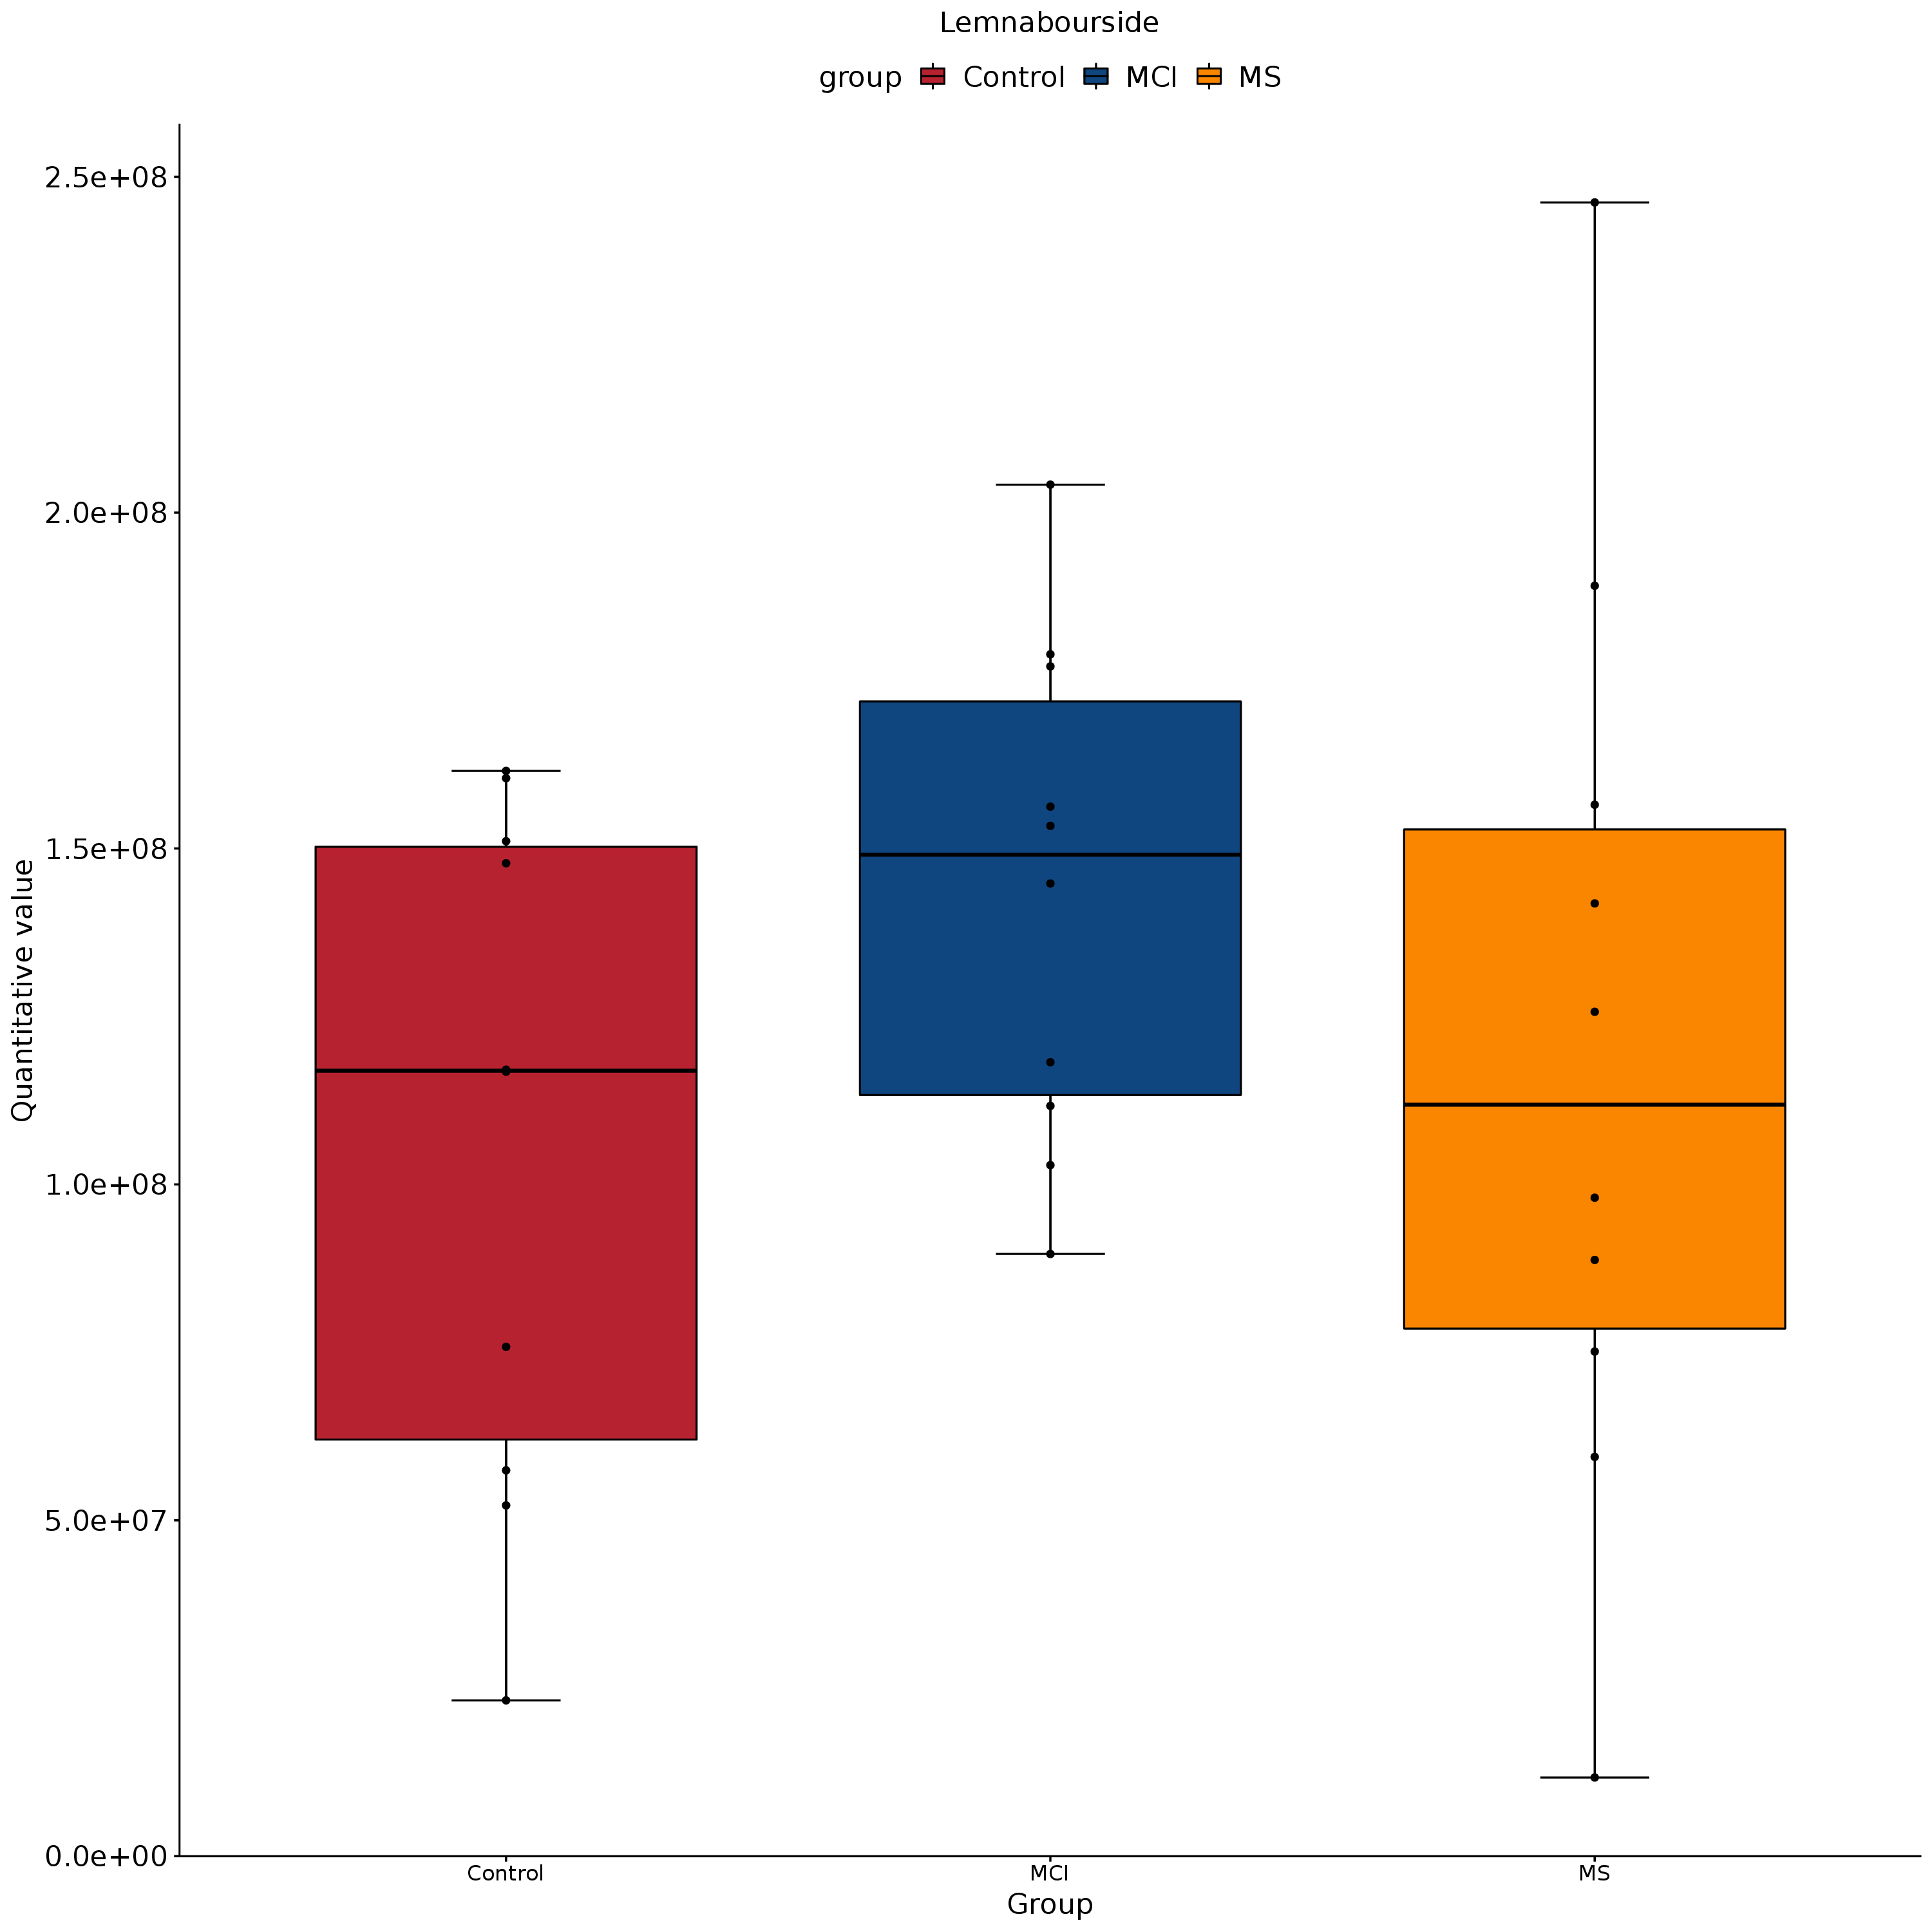 Lemnabourside
group Control MCI MS
2.5e+08
2.0e+08
1.5e+08
1.0e+08
5.0e+07
0.0e+00
Quantitative value
Control MCI MS
Group